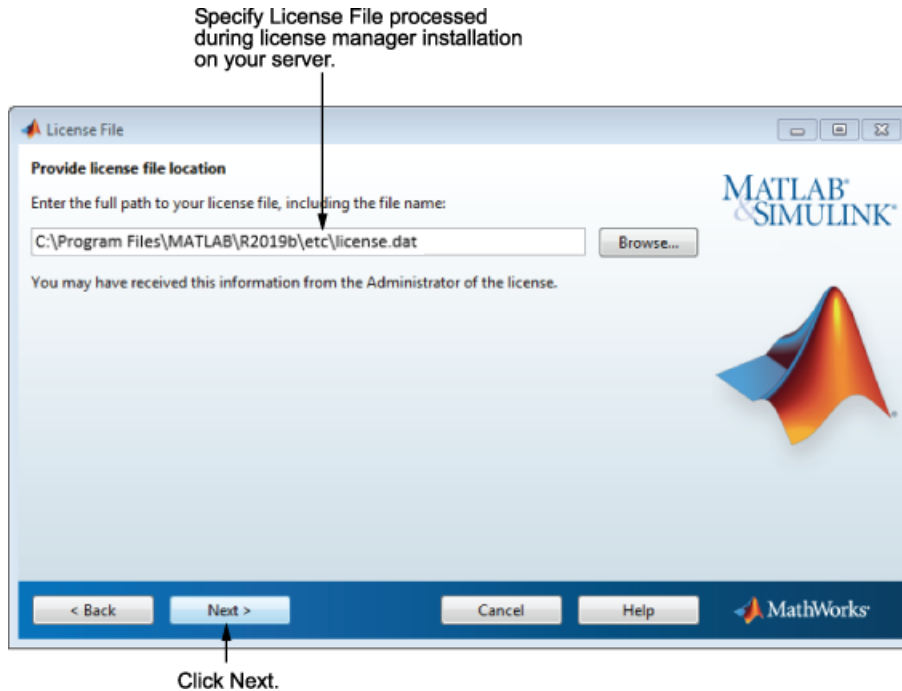 Specify License File processed
during license manager installation
on your server.
License File
Provide license file location
Enter the full path to your license file, including the file name:
C:\Program Files\MATLAB\R2019b\etc\license.dat
Browse...
You may have received this information from the Administrator of the license.
MATLAB®
&SIMULINK®
®
< Back
Next >
Cancel
Help
MathWorks®
Click Next.